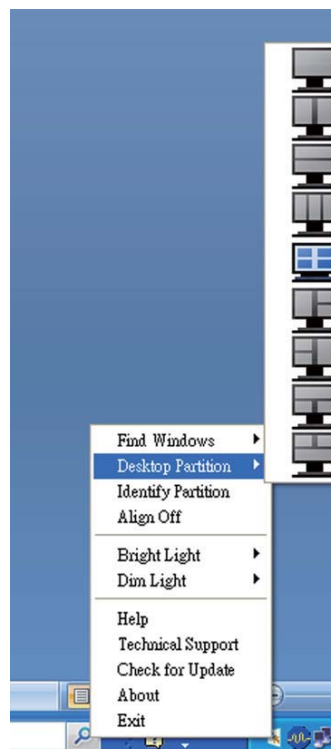 Find Windows
Desktop Partition
Identify Partition
Align Off
Bright Light
Dim Light
Help
Technical Support
Check for Update
About
Exit